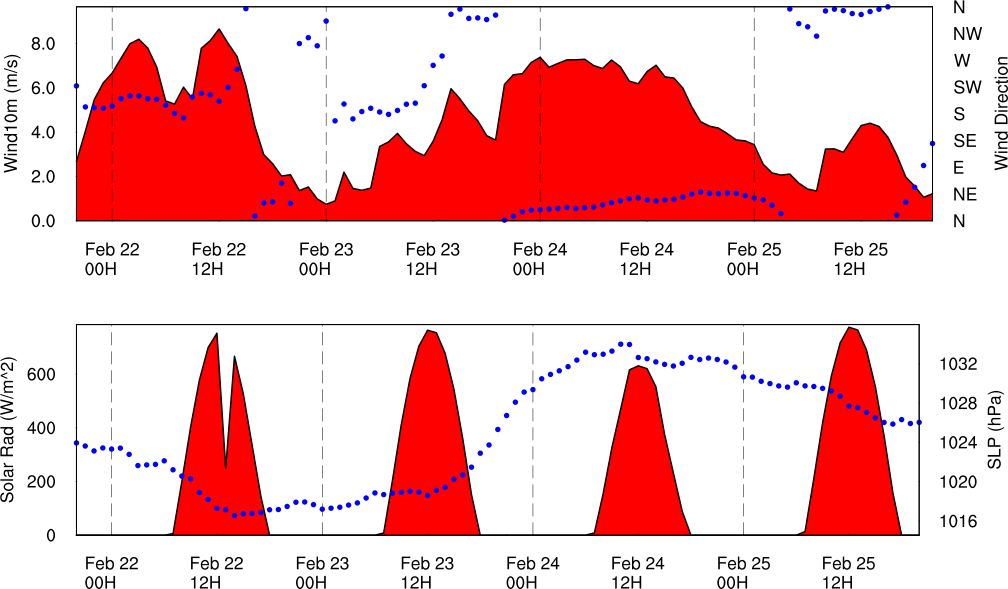 Wind10m (m/s)
8.0
6.0
4.0
2.0
0.0
N
NW
W
SW
S
SE
E
NE
N
Wind Direction
Feb 22 Feb 22 Feb 23 Feb 23 Feb 24 Feb 24 Feb 25 Feb 25
00H 12H 00H 12H 00H 12H 00H 12H
Solar Rad (W/m^2)
600
400
200
0
1032
1028
1024
1020
1016
SLP (hPa)
Feb 22 Feb 22 Feb 23 Feb 23 Feb 24 Feb 24 Feb 25 Feb 25
00H 12H 00H 12H 00H 12H 00H 12H